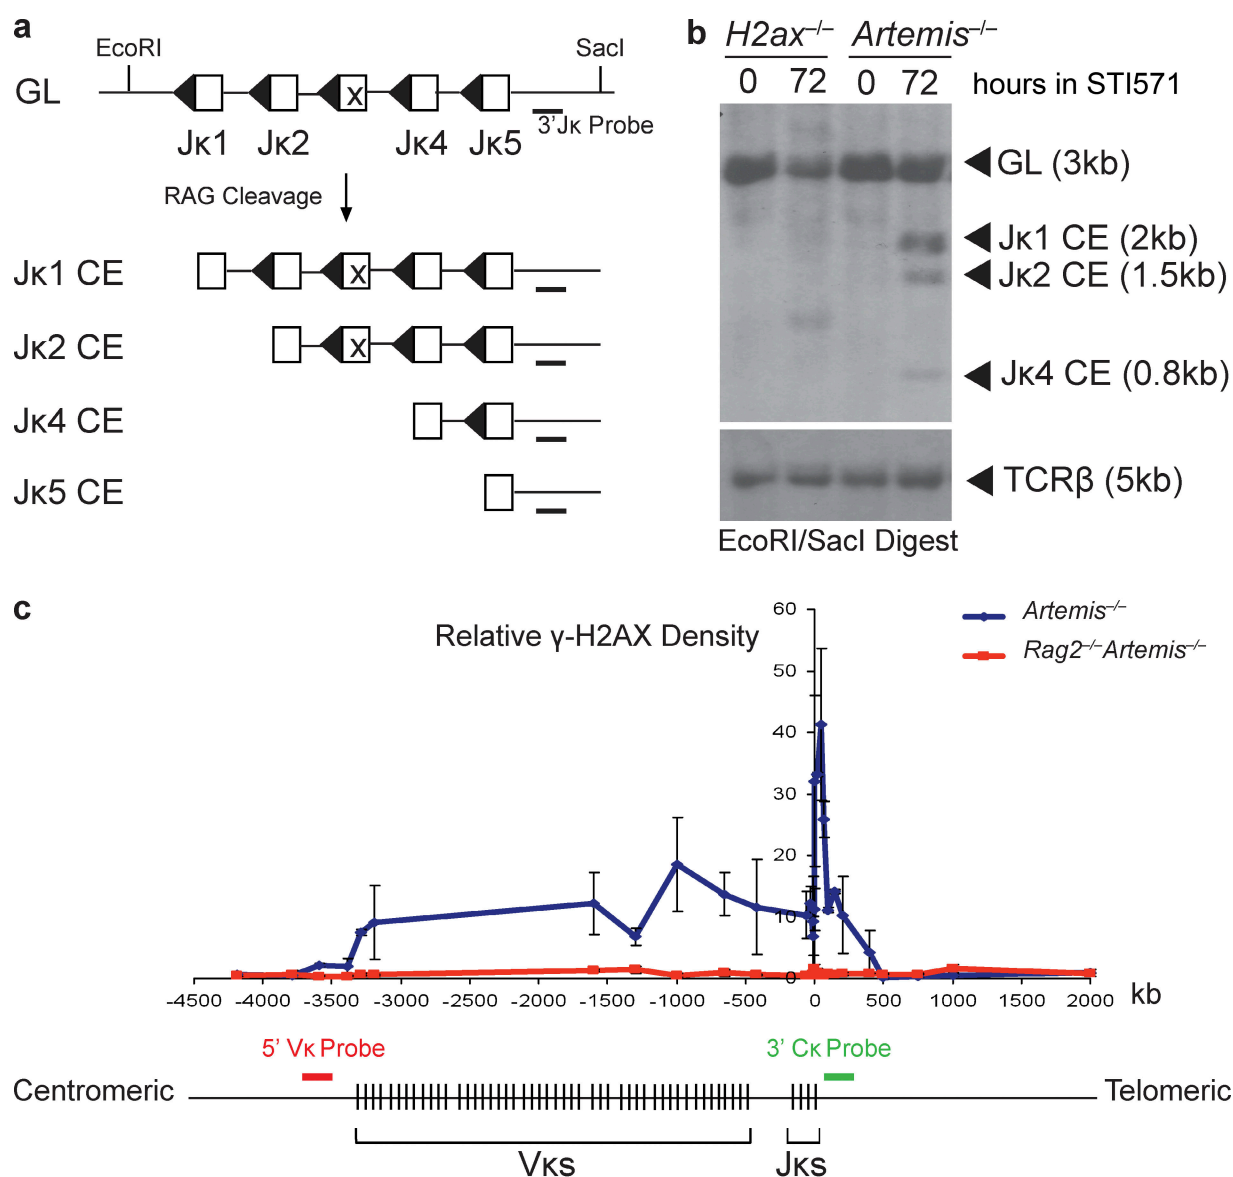 a
EcoRI
SacI
GL
x
3'Jκ Probe
Jκ1 Jκ2 Jκ4 Jκ5
RAG Cleavage
Jκ1 CE
x
Jκ2 CE
x
Jκ4 CE
Jκ5 CE
b
H2ax–/– Artemis–/–
0 72 0 72 hours in STI571
GL (3kb)
Jκ1 CE (2kb)
Jκ2 CE (1.5kb)
Jκ4 CE (0.8kb)
TCRβ (5kb)
EcoRI/SacI Digest
c
Relative γ-H2AX Density
Artemis–/–
Rag2–/–Artemis–/–
60
50
40
30
20
10
0
-4500 -4000 -3500 -3000 -2500 -2000 -1500 -1000 -500 0 500 1000 1500 2000 kb
5' Vκ Probe
3' Cκ Probe
Centromeric
Telomeric
Vκs
Jκs